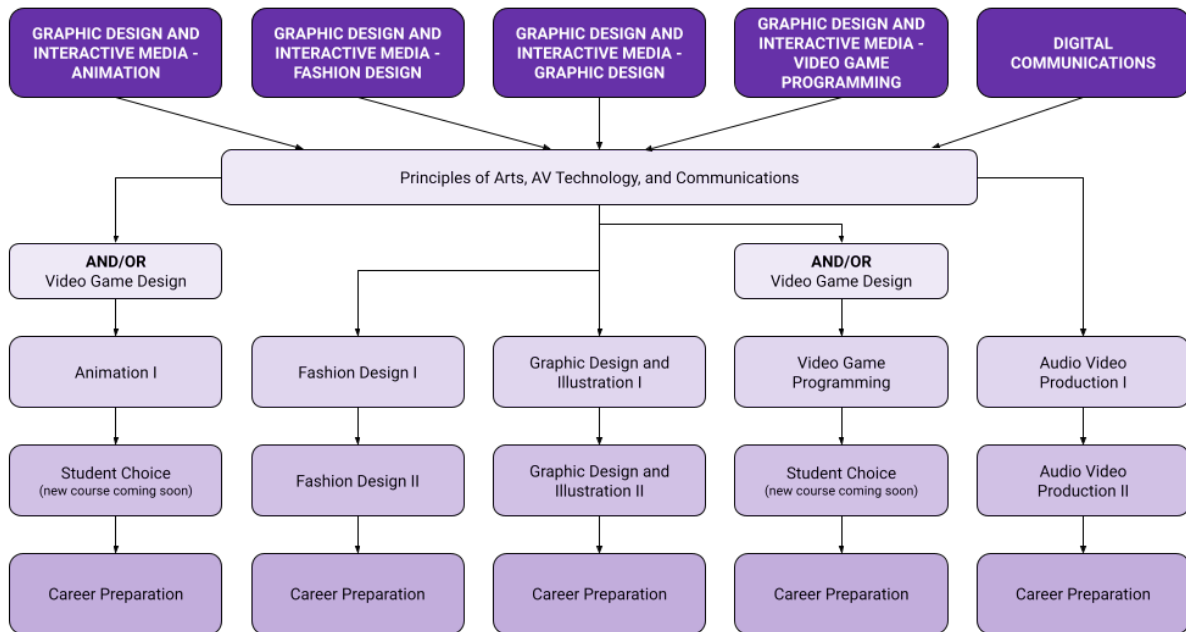 GRAPHIC DESIGN AND
INTERACTIVE MEDIA -
ANIMATION
GRAPHIC DESIGN AND
INTERACTIVE MEDIA -
FASHION DESIGN
GRAPHIC DESIGN AND
INTERACTIVE MEDIA -
GRAPHIC DESIGN
GRAPHIC DESIGN AND
INTERACTIVE MEDIA -
VIDEO GAME
PROGRAMMING
DIGITAL
COMMUNICATIONS
Principles of Arts, AV Technology, and Communications
AND/OR
Video Game Design
AND/OR
Video Game Design
Animation I
Fashion Design I
Graphic Design and
Illustration I
Video Game
Programming
Audio Video
Production I
Student Choice
(new course coming soon)
Fashion Design II
Graphic Design and
Illustration II
Student Choice
(new course coming soon)
Audio Video
Production II
Career Preparation
Career Preparation
Career Preparation
Career Preparation
Career Preparation